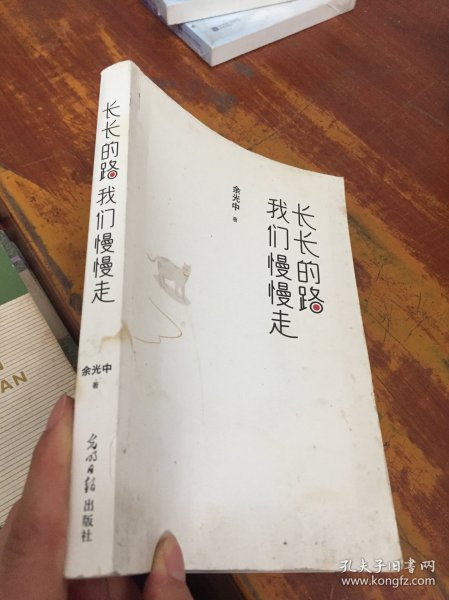 长长的路
我们慢慢走
余光中
著
光明日报
出版社
长长的路
我们慢慢走
余光中
著
AN
孔夫子旧书网
www.kongfz.com